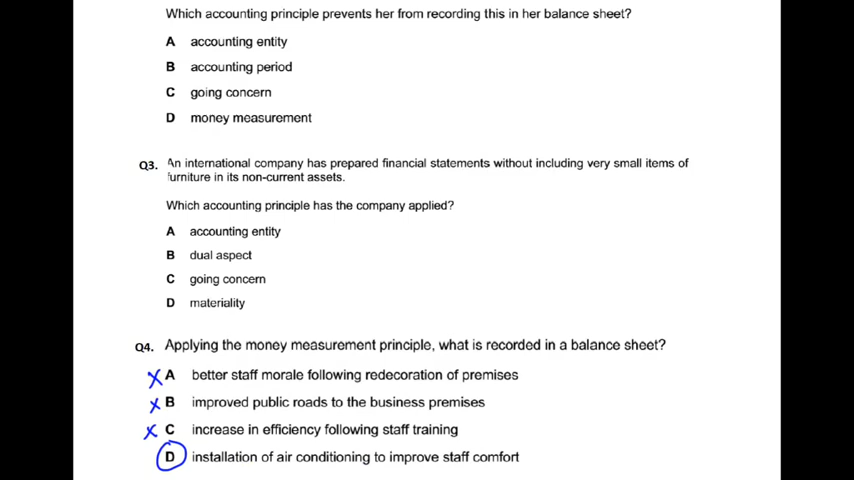 Which accounting principle prevents her from recording this in her balance sheet?
A accounting entity
B accounting period
C going concern
D money measurement
Q3. An international company has prepared financial statements without including very small items of
furniture in its non-current assets.
Which accounting principle has the company applied?
A accounting entity
B dual aspect
C going concern
D materiality
Q4. Applying the money measurement principle, what is recorded in a balance sheet?
X A better staff morale following redecoration of premises
X B improved public roads to the business premises
X C increase in efficiency following staff training
D installation of air conditioning to improve staff comfort